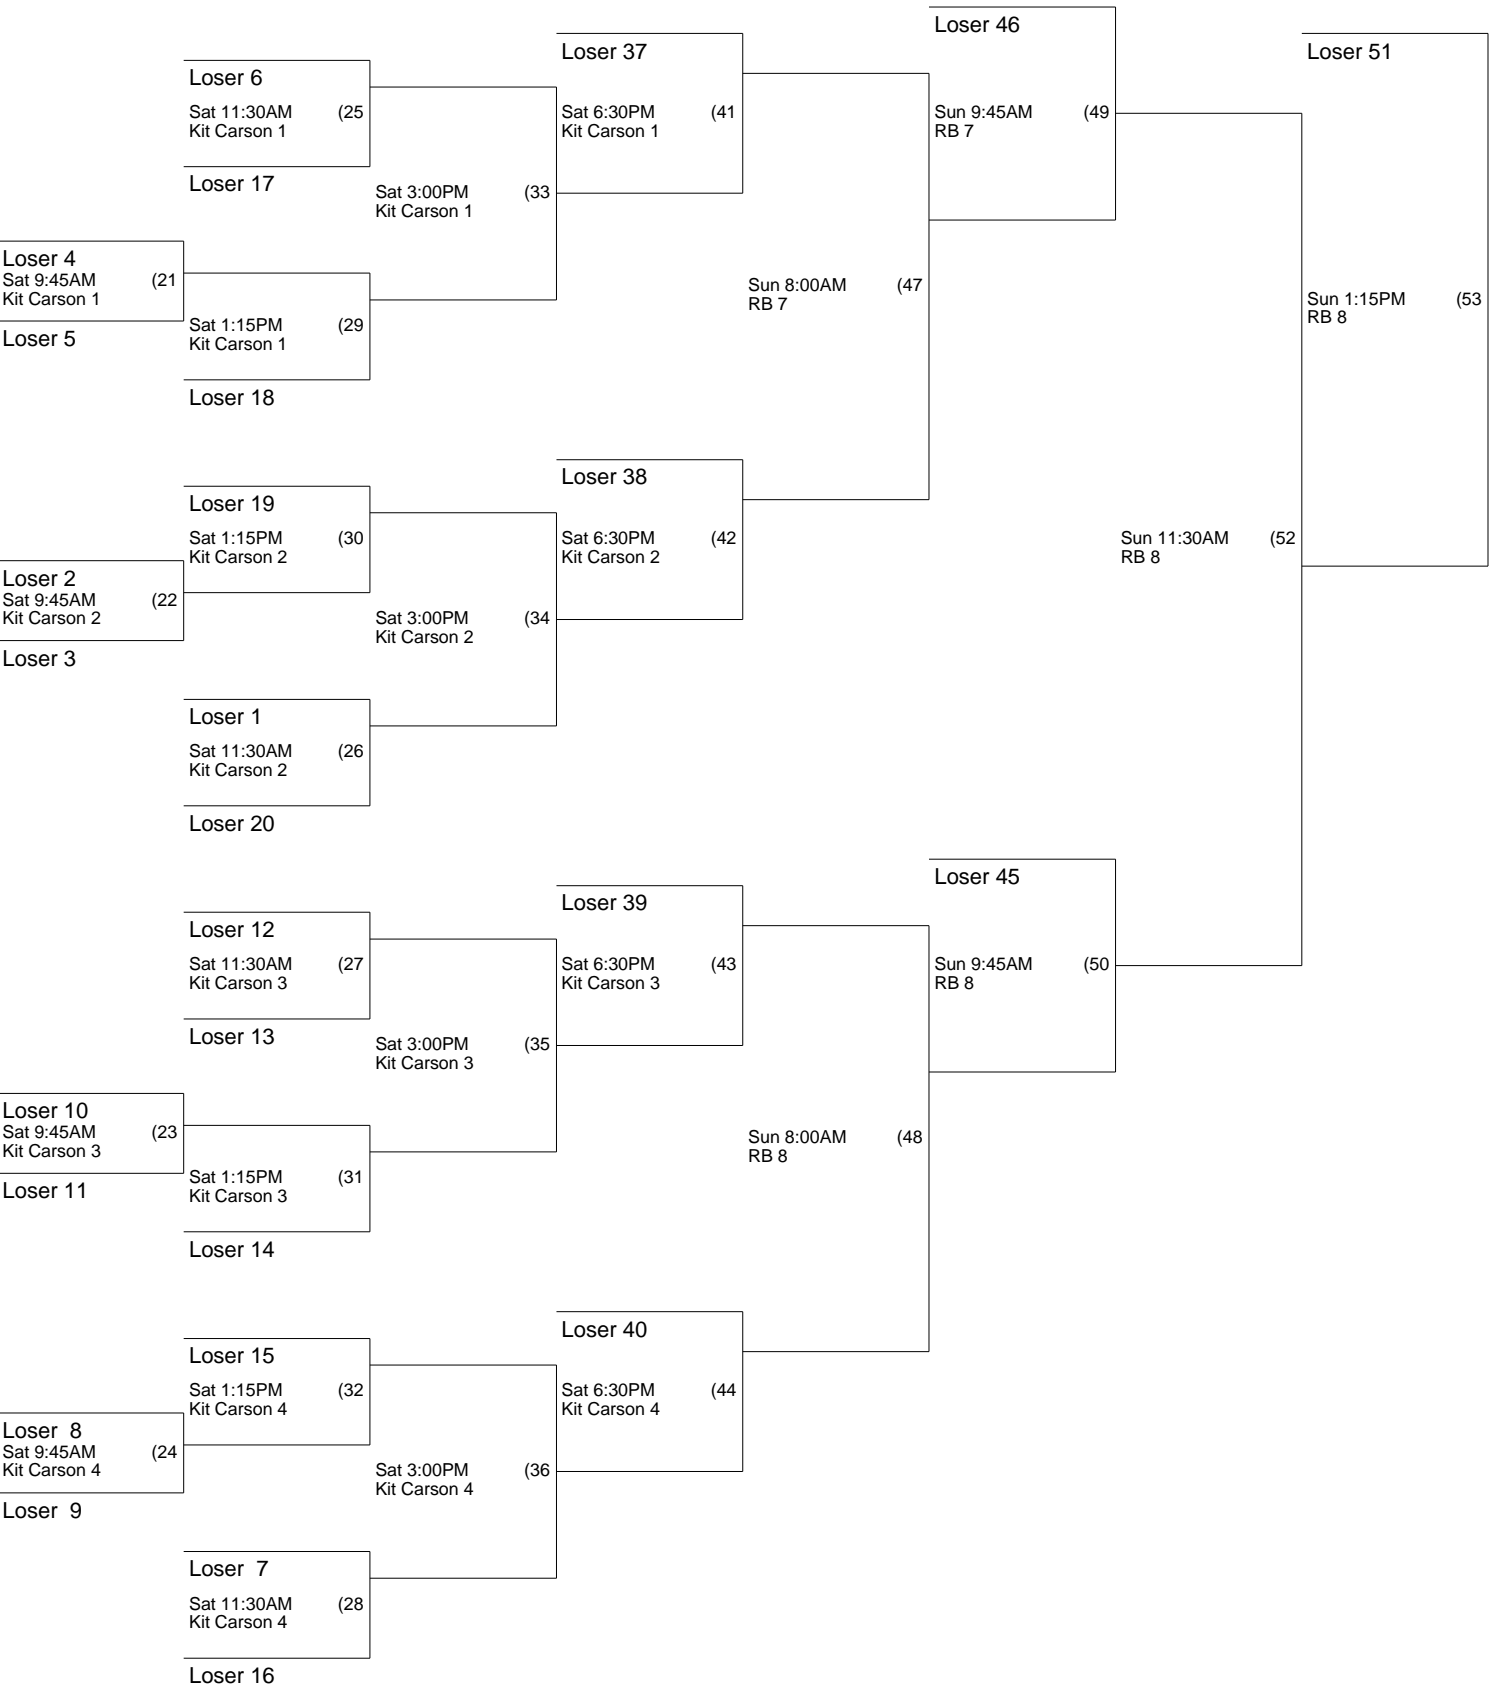 Loser 46
Loser 37
Loser 51
Loser 6
Sat 11:30AM (25
Kit Carson 1
Sat 6:30PM (41
Kit Carson 1
Sun 9:45AM (49
RB 7
Loser 17
Sat 3:00PM (33
Kit Carson 1
Loser 4
Sat 9:45AM (21
Kit Carson 1
Loser 5
Sat 1:15PM (29
Kit Carson 1
Sun 8:00AM (47
RB 7
Sun 1:15PM (53
RB 8
Loser 18
Loser 38
Loser 19
Sat 1:15PM (30
Kit Carson 2
Sat 6:30PM (42
Kit Carson 2
Sun 11:30AM (52
RB 8
Loser 2
Sat 9:45AM (22
Kit Carson 2
Loser 3
Sat 3:00PM (34
Kit Carson 2
Loser 1
Sat 11:30AM (26
Kit Carson 2
Loser 20
Loser 45
Loser 39
Loser 12
Sat 11:30AM (27
Kit Carson 3
Sat 6:30PM (43
Kit Carson 3
Sun 9:45AM (50
RB 8
Loser 13
Sat 3:00PM (35
Kit Carson 3
Loser 10
Sat 9:45AM (23
Kit Carson 3
Loser 11
Sat 1:15PM (31
Kit Carson 3
Sun 8:00AM (48
RB 8
Loser 14
Loser 40
Loser 15
Sat 1:15PM (32
Kit Carson 4
Sat 6:30PM (44
Kit Carson 4
Loser 8
Sat 9:45AM (24
Kit Carson 4
Loser 9
Sat 3:00PM (36
Kit Carson 4
Loser 7
Sat 11:30AM (28
Kit Carson 4
Loser 16